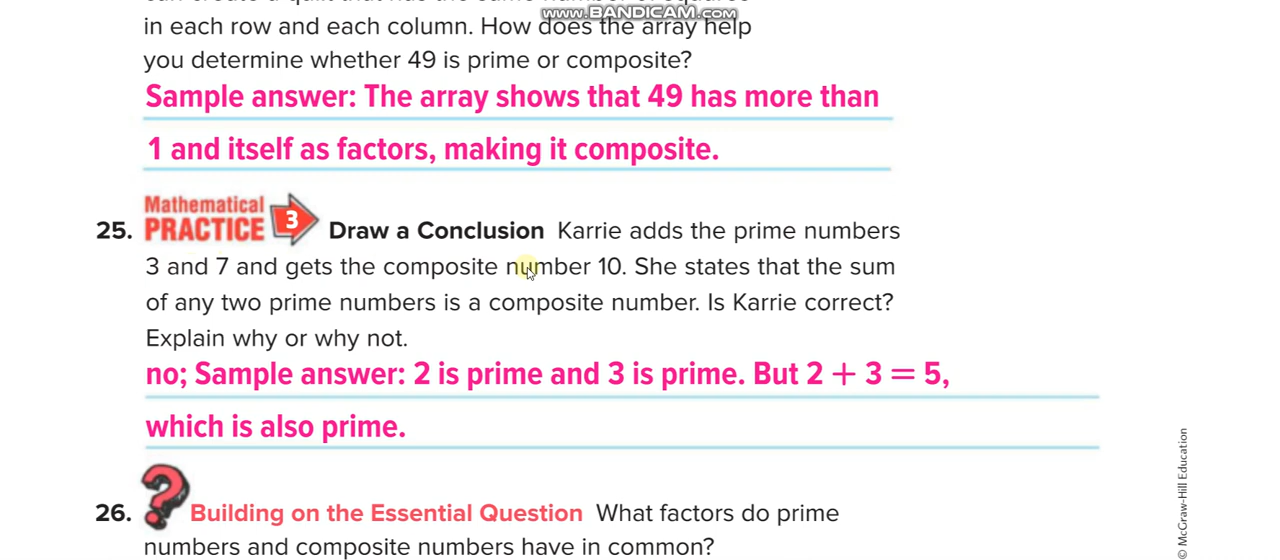 www.BANDICAM.com
in each row and each column. How does the array help
you determine whether 49 is prime or composite?
Sample answer: The array shows that 49 has more than
1 and itself as factors, making it composite.
Mathematical
PRACTICE 3
25. Draw a Conclusion Karrie adds the prime numbers
3 and 7 and gets the composite number 10. She states that the sum
of any two prime numbers is a composite number. Is Karrie correct?
Explain why or why not.
no; Sample answer: 2 is prime and 3 is prime. But 2 + 3 = 5,
which is also prime.
26. ? Building on the Essential Question What factors do prime
numbers and composite numbers have in common?
© McGraw-Hill Education